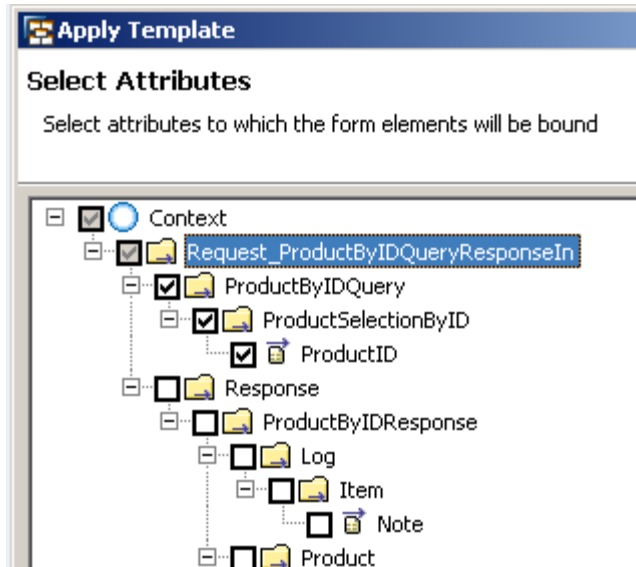 Apply Template
Select Attributes
Select attributes to which the form elements will be bound
Context
Request_ProductByIDQueryResponseIn
ProductByIDQuery
ProductSelectionByID
ProductID
Response
ProductByIDResponse
Log
Item
Note
Product